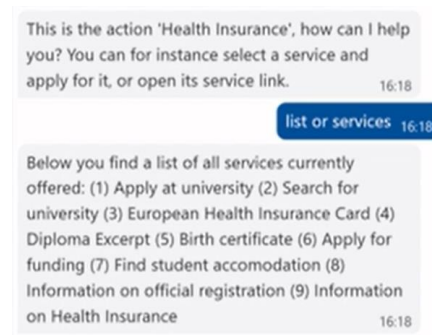 This is the action 'Health Insurance', how can I help
you? You can for instance select a service and
apply for it, or open its service link.
16:18
list or services 16:18
Below you find a list of all services currently
offered: (1) Apply at university (2) Search for
university (3) European Health Insurance Card (4)
Diploma Excerpt (5) Birth certificate (6) Apply for
funding (7) Find student accomodation (8)
Information on official registration (9) Information
on Health Insurance
16:18